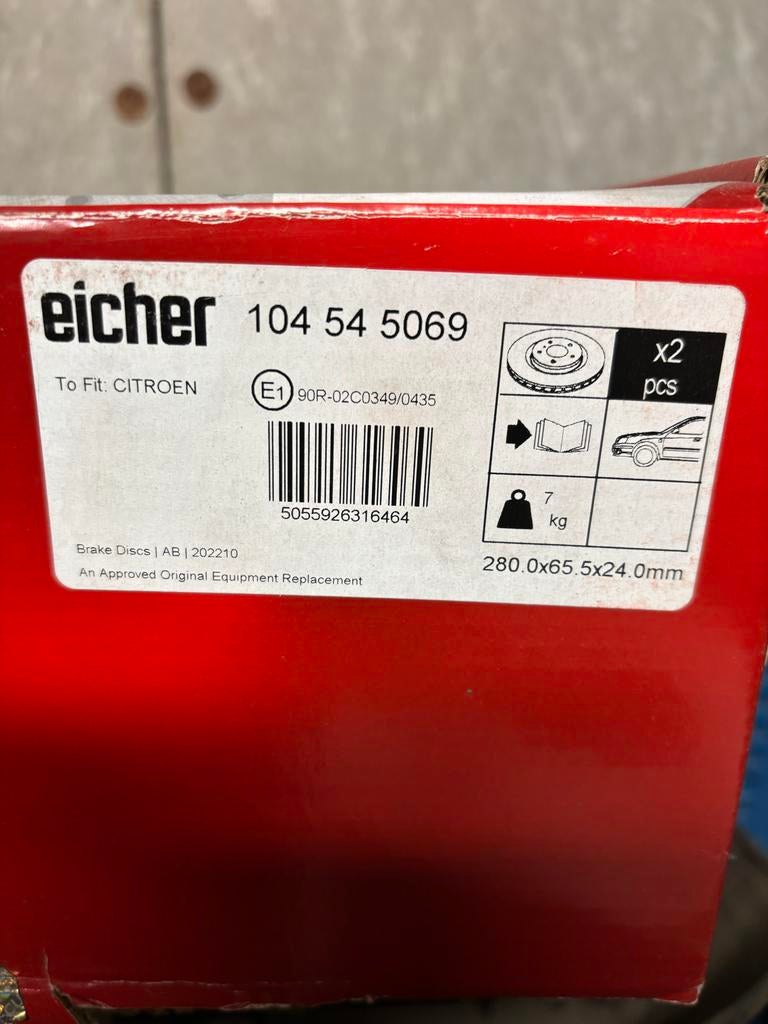 eicher 104 54 5069
To Fit: CITROEN
E1 90R-02C0349/0435
5055926316464
x2
pcs
7
kg
280.0x65.5x24.0mm
Brake Discs | AB | 202210
An Approved Original Equipment Replacement